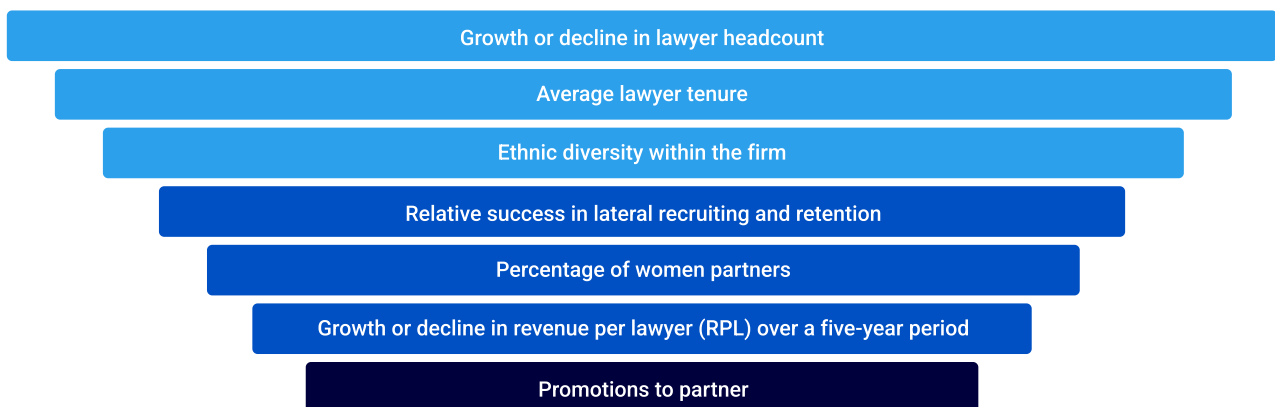 Growth or decline in lawyer headcount
Average lawyer tenure
Ethnic diversity within the firm
Relative success in lateral recruiting and retention
Percentage of women partners
Growth or decline in revenue per lawyer (RPL) over a five-year period
Promotions to partner